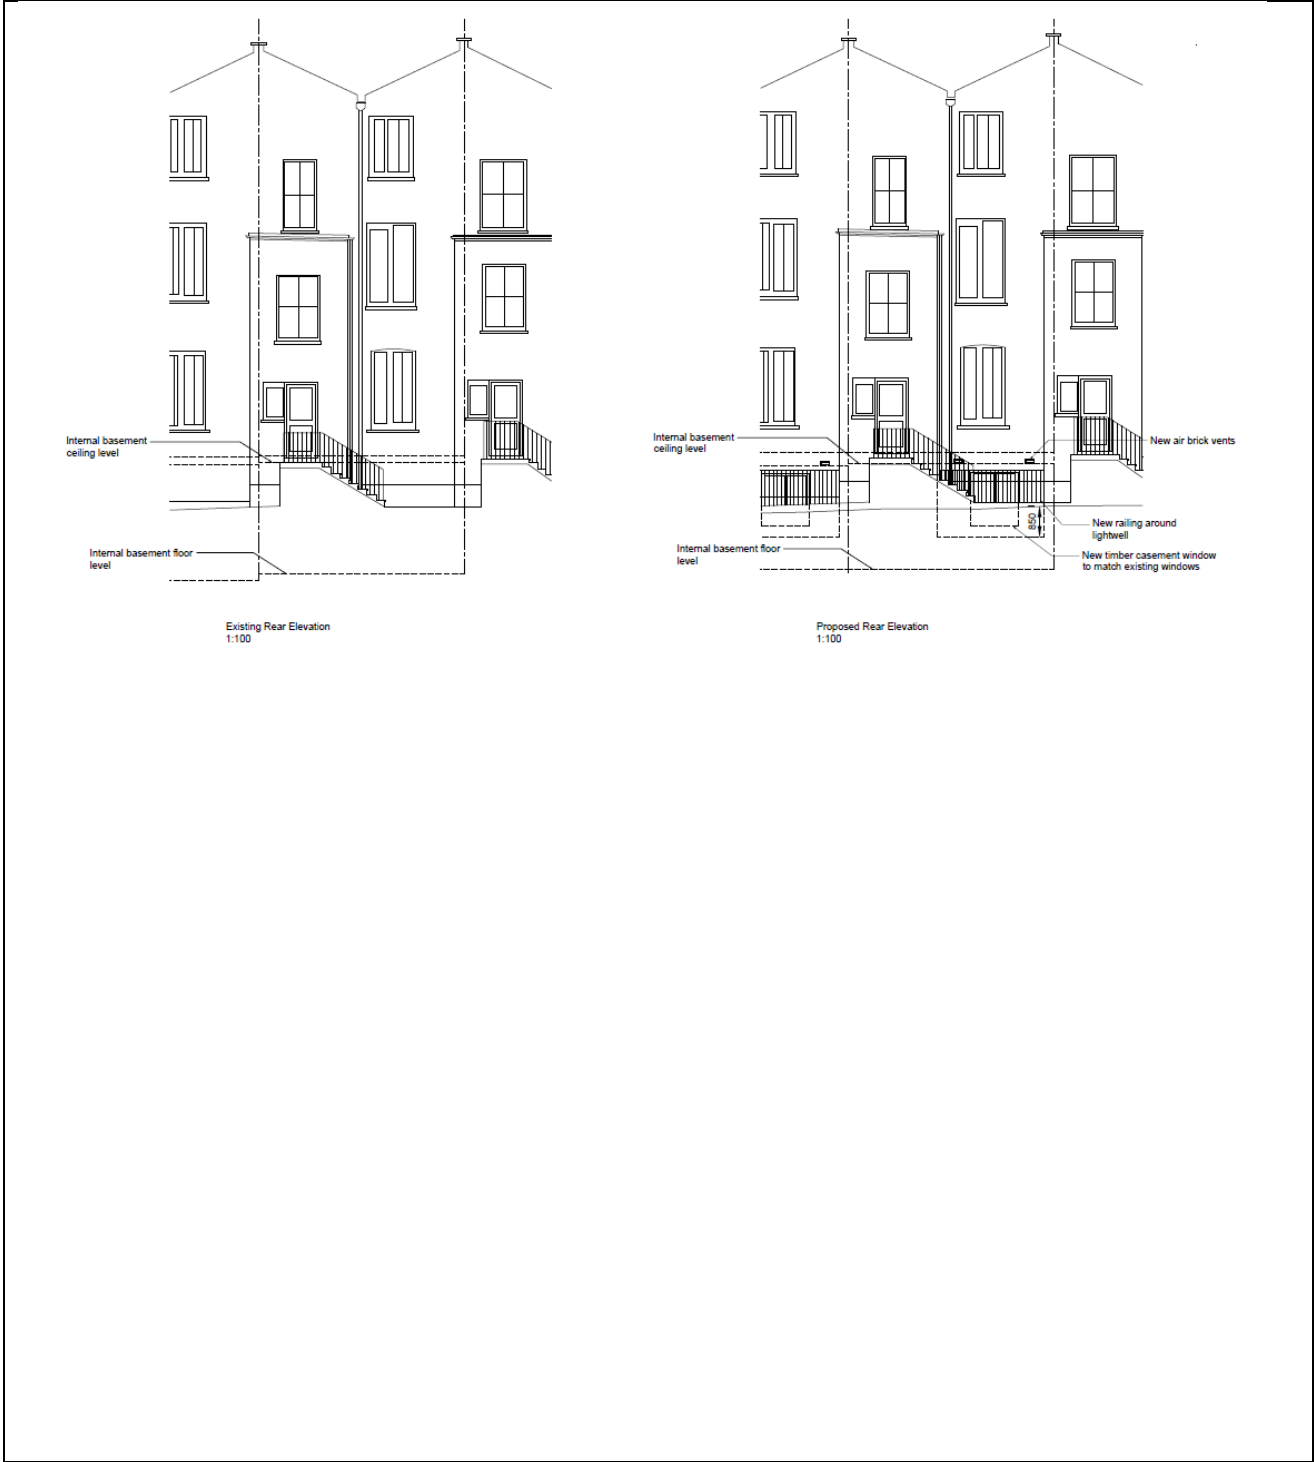 Internal basement
ceiling level
Internal basement floor
level
Existing Rear Elevation
1:100
Internal basement
ceiling level
New air brick vents
850
New railing around
lightwell
Internal basement floor
level
New timber casement window
to match existing windows
Proposed Rear Elevation
1:100